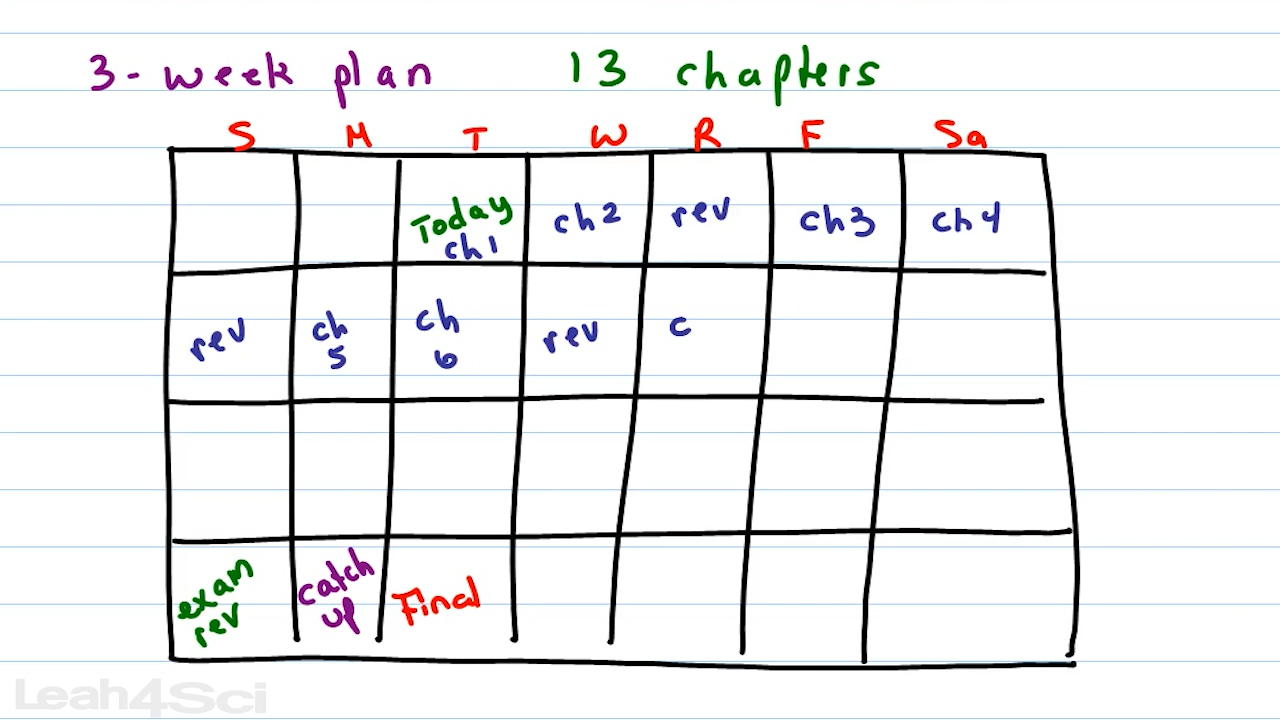 3-week plan 13 chapters
S M T W R F Sa
Today
ch1 ch2 rev ch3 ch4
rev ch 5 ch 6 rev c
exam rev catch up Final
Leah4Sci